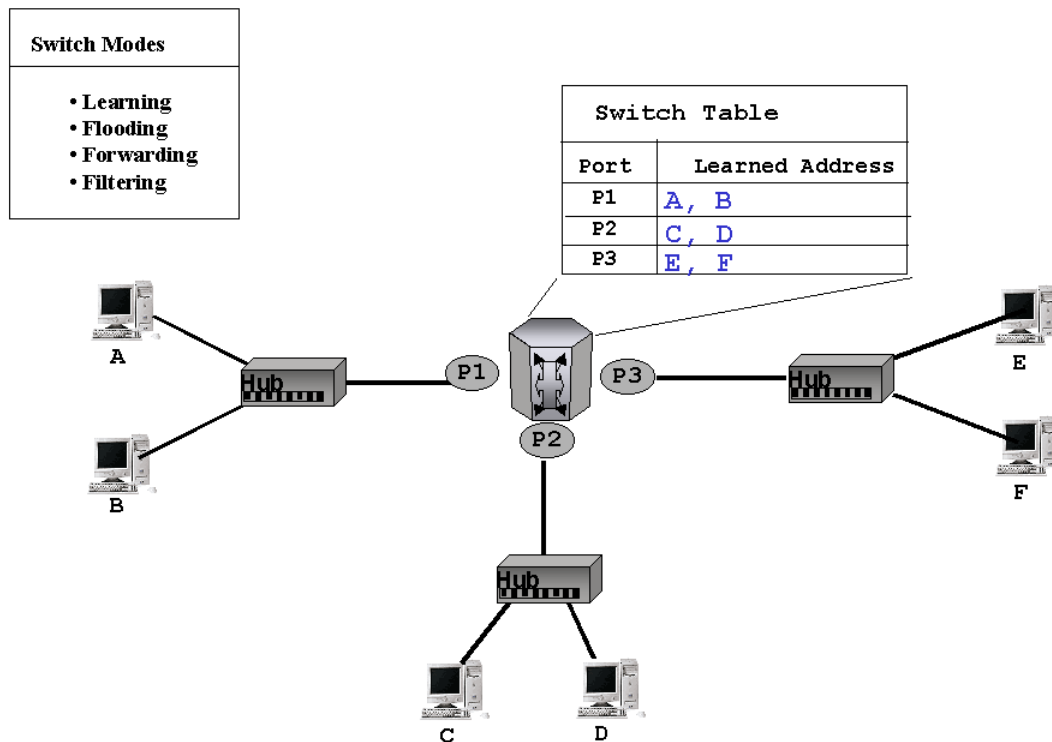 Switch Modes
• Learning
• Flooding
• Forwarding
• Filtering
Switch Table
Port Learned Address
P1 A, B
P2 C, D
P3 E, F
A
Hub
P1
P3
Hub
E
P2
B
F
Hub
C
D